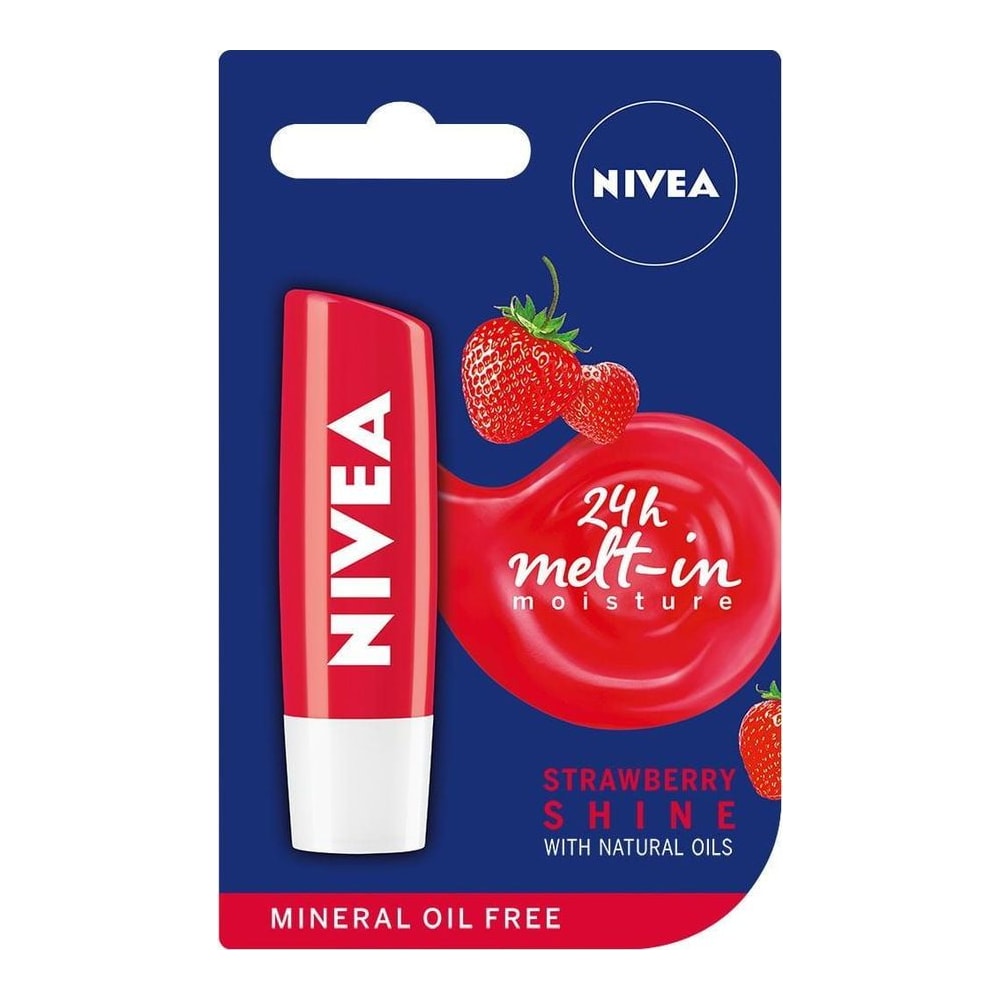 NIVEA
NIVEA
24h
melt-in
moisture
STRAWBERRY
SHINE
WITH NATURAL OILS
MINERAL OIL FREE